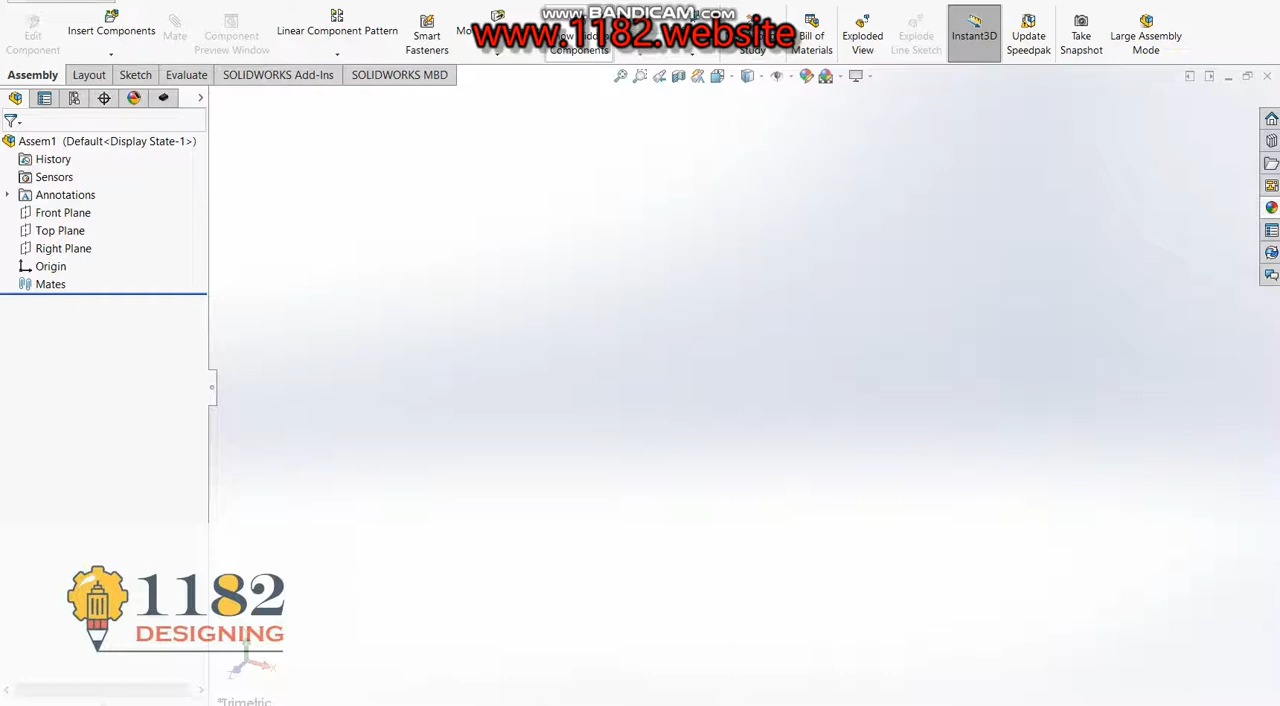 www.BANDICAM.com
www.1182.website
Edit Component
Insert Components
Mate
Component Preview Window
Linear Component Pattern
Smart Fasteners
Components
Study
Bill of Materials
Exploded View
Explode Line Sketch
Instant3D
Update Speedpak
Take Snapshot
Large Assembly Mode
Assembly
Layout
Sketch
Evaluate
SOLIDWORKS Add-Ins
SOLIDWORKS MBD
Assem1 (Default<Display State-1>)
History
Sensors
Annotations
Front Plane
Top Plane
Right Plane
Origin
Mates
1182
DESIGNING
*Trimetric